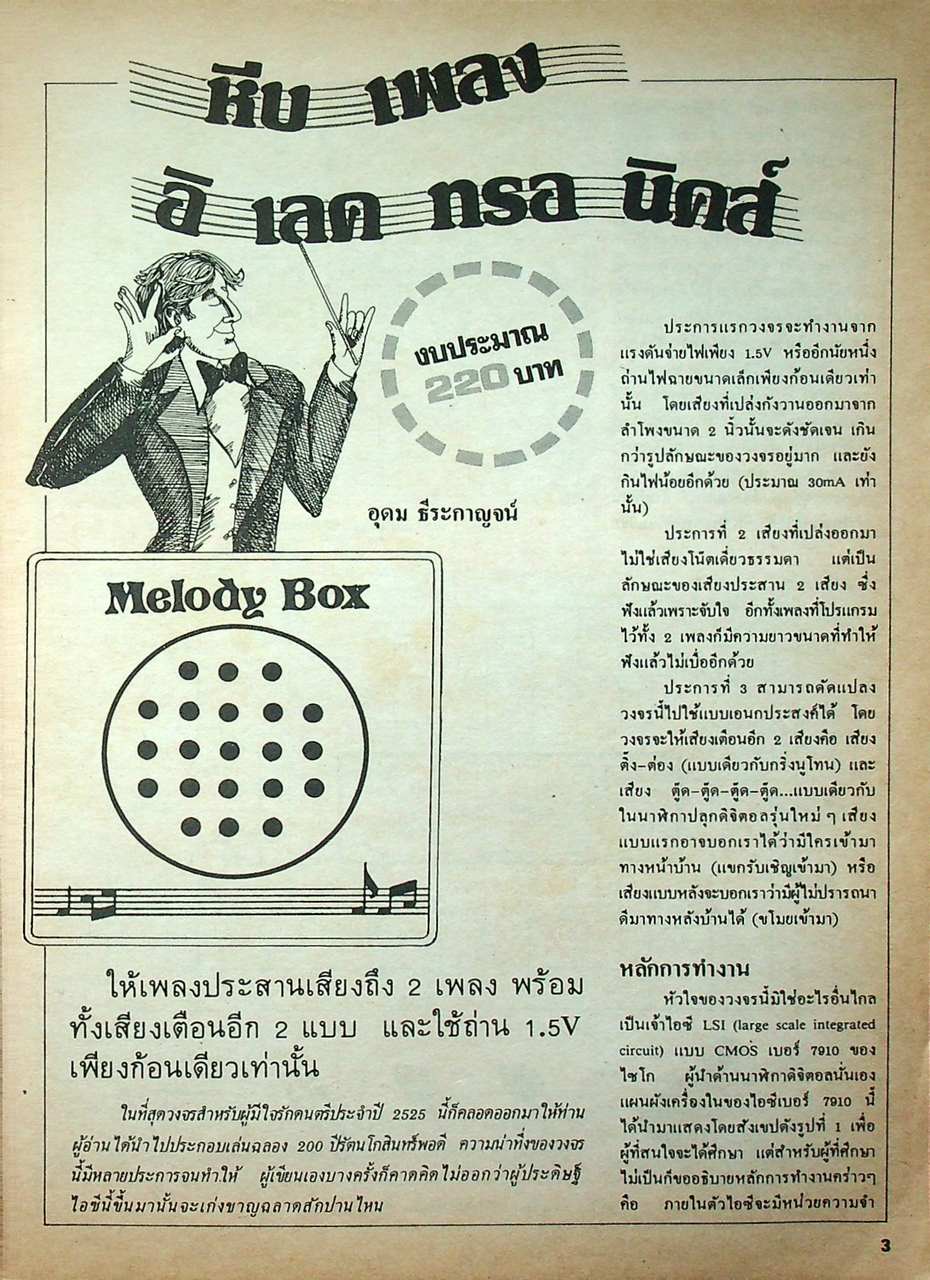 หีบ เพลง
อิ เลค ทรอ นิคส์
งบประมาณ
220 บาท
อุดม ธีระกาญจน์
Melody Box
ให้เพลงประสานเสียงถึง 2 เพลง พร้อม
ทั้งเสียงเตือนอีก 2 แบบ และใช้ถ่าน 1.5V
เพียงก้อนเดียวเท่านั้น
ในที่สุดวงจรสำหรับผู้มีใจรักดนตรีประจำปี 2525 นี้ก็คลอดออกมาให้ท่าน
ผู้อ่านได้นำไปประกอบเล่นฉลอง 200 ปีรัตนโกสินทร์พอดี ความน่าทึ่งของวงจร
นี้มีหลายประการจนทำให้ ผู้เขียนเองบางครั้งก็คาดคิดไม่ออกว่าผู้ประดิษฐ์
ไอซีนี้ขึ้นมานั้นจะเก่งชาญฉลาดสักปานไหน
ประการแรกวงจรจะทำงานจาก
แรงดันจ่ายไฟเพียง 1.5V หรืออีกนัยหนึ่ง
ถ่านไฟฉายขนาดเล็กเพียงก้อนเดียวเท่า
นั้น โดยเสียงที่เปล่งกังวานออกมาจาก
ลำโพงขนาด 2 นิ้วนั้นจะดังชัดเจน เกิน
กว่ารูปลักษณะของวงจรอยู่มาก และยัง
กินไฟน้อยอีกด้วย (ประมาณ 30mA เท่า
นั้น)
ประการที่ 2 เสียงที่เปล่งออกมา
ไม่ใช่เสียงโน๊ตเดี่ยวธรรมดา แต่เป็น
ลักษณะของเสียงประสาน 2 เสียง ซึ่ง
ฟังแล้วเพราะจับใจ อีกทั้งเพลงที่โปรแกรม
ไว้ทั้ง 2 เพลงก็มีความยาวขนาดที่ทำให้
ฟังแล้วไม่เบื่ออีกด้วย
ประการที่ 3 สามารถดัดแปลง
วงจรนี้ไปใช้แบบเอนกประสงค์ได้ โดย
วงจรจะให้เสียงเตือนอีก 2 เสียงคือ เสียง
ติ๊ง-ต่อง (แบบเดียวกับกริ่งนูโทน) และ
เสียง ตู๊ด-ตู๊ด-ตู๊ด-ตู๊ด...แบบเดียวกับ
ในนาฬิกาปลุกดิจิตอลรุ่นใหม่ ๆ เสียง
แบบแรกอาจบอกเราได้ว่ามีใครเข้ามา
ทางหน้าบ้าน (แขกรับเชิญเข้ามา) หรือ
เสียงแบบหลังจะบอกเราว่ามีผู้ไม่ปรารถนา
ดีมาทางหลังบ้านได้ (ขโมยเข้ามา)
หลักการทำงาน
หัวใจของวงจรนี้มิใช่อะไรอื่นไกล
เป็นเจ้าไอซี LSI (large scale integrated
circuit) แบบ CMOS เบอร์ 7910 ของ
ไซโก ผู้นำด้านนาฬิกาดิจิตอลนั่นเอง
แผนผังเครื่องในของไอซีเบอร์ 7910 นี้
ได้นำมาแสดงโดยสังเขปดังรูปที่ 1 เพื่อ
ผู้ที่สนใจจะได้ศึกษา แต่สำหรับผู้ที่ศึกษา
ไม่เป็นก็ขออธิบายหลักการทำงานคร่าวๆ
คือ ภายในตัวไอซีจะมีหน่วยความจำ
3